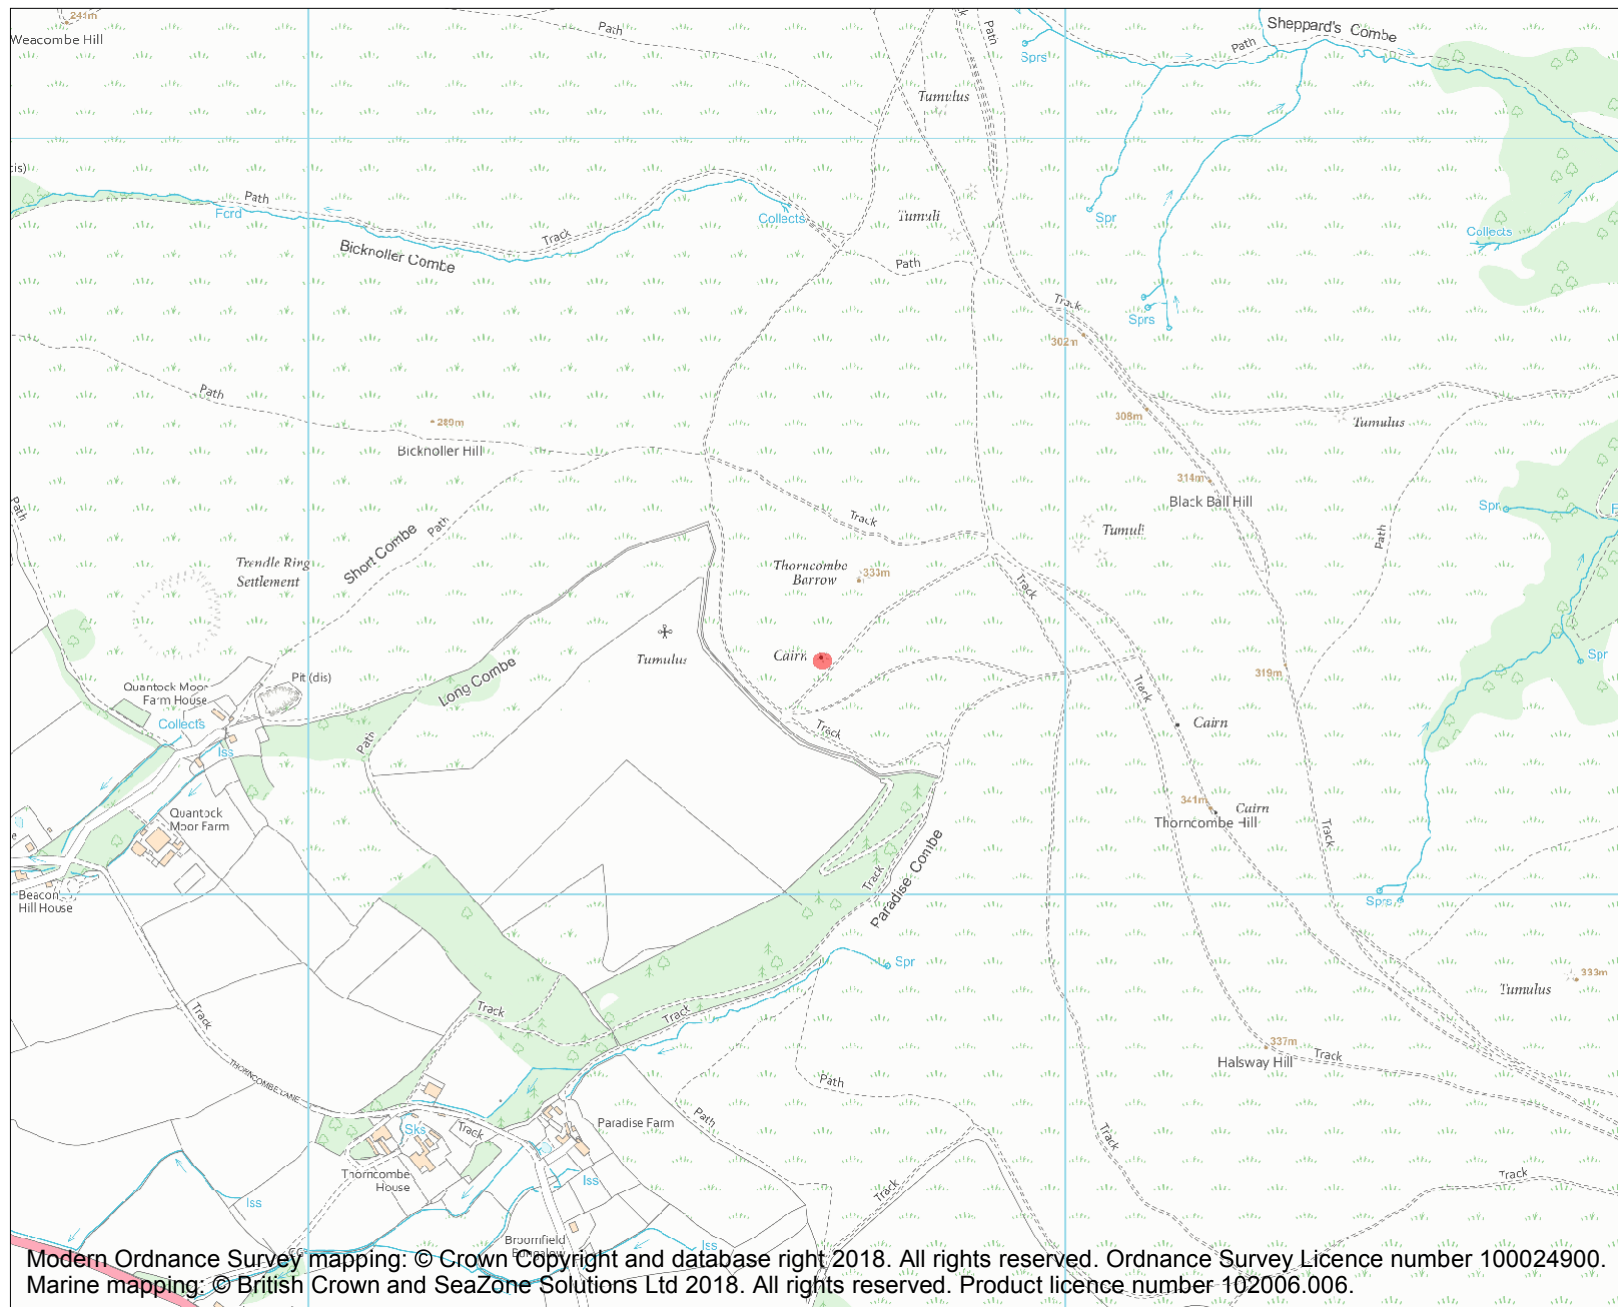 241m
Weacombe Hill
Path
Path
Path
Sheppard's Combe
Path
Sprs
Tumulus
Path
Ford
Track
Collects
Tumuli
Spr
Collects
Bicknoller Combe
Path
Track
Sprs
302m
Path
308m
Tumulus
289m
Bicknoller Hill
314m
Black Ball Hill
Path
Spr
Path
Track
Tumuli
Path
Short Combe
Trendle Ring
Settlement
Thorncombe
Barrow
333m
Track
Tumulus
Cairn
Spr
319m
Long Combe
Pit (dis)
Quantock Moor
Farm House
Collects
Iss
Path
Track
Track
Cairn
341m
Cairn
Thorncombe Hill
Quantock
Moor Farm
Track
Paradise Combe
Track
Beacon
Hill House
Sprs
Spr
333m
Tumulus
Track
Track
Track
337m
Halsway Hill
Track
THORNCOMBE LANE
Path
Path
Paradise Farm
Sks
Track
Track
Thorncombe
House
Iss
Iss
Track
Track
Broomfield
Bungalow
Iss
Modern Ordnance Survey mapping: © Crown Copyright and database right 2018. All rights reserved. Ordnance Survey Licence number 100024900.
Marine mapping: © British Crown and SeaZone Solutions Ltd 2018. All rights reserved. Product licence number 102006.006.